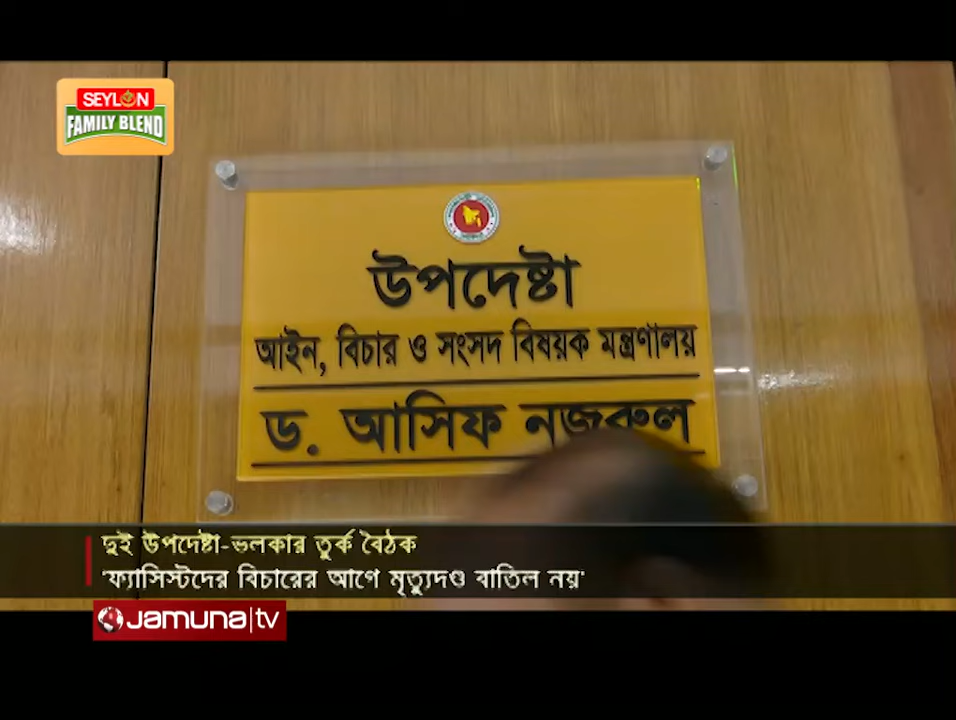 SEYLON
FAMILY BLEND
উপদেষ্টা
আইন, বিচার ও সংসদ বিষয়ক মন্ত্রণালয়
ড. আসিফ নজরুল
দুই উপদেষ্টা-ভলকার তুর্ক বৈঠক
'ফ্যাসিস্টদের বিচারের আগে মৃত্যুদণ্ড বাতিল নয়'
Jamuna|tv